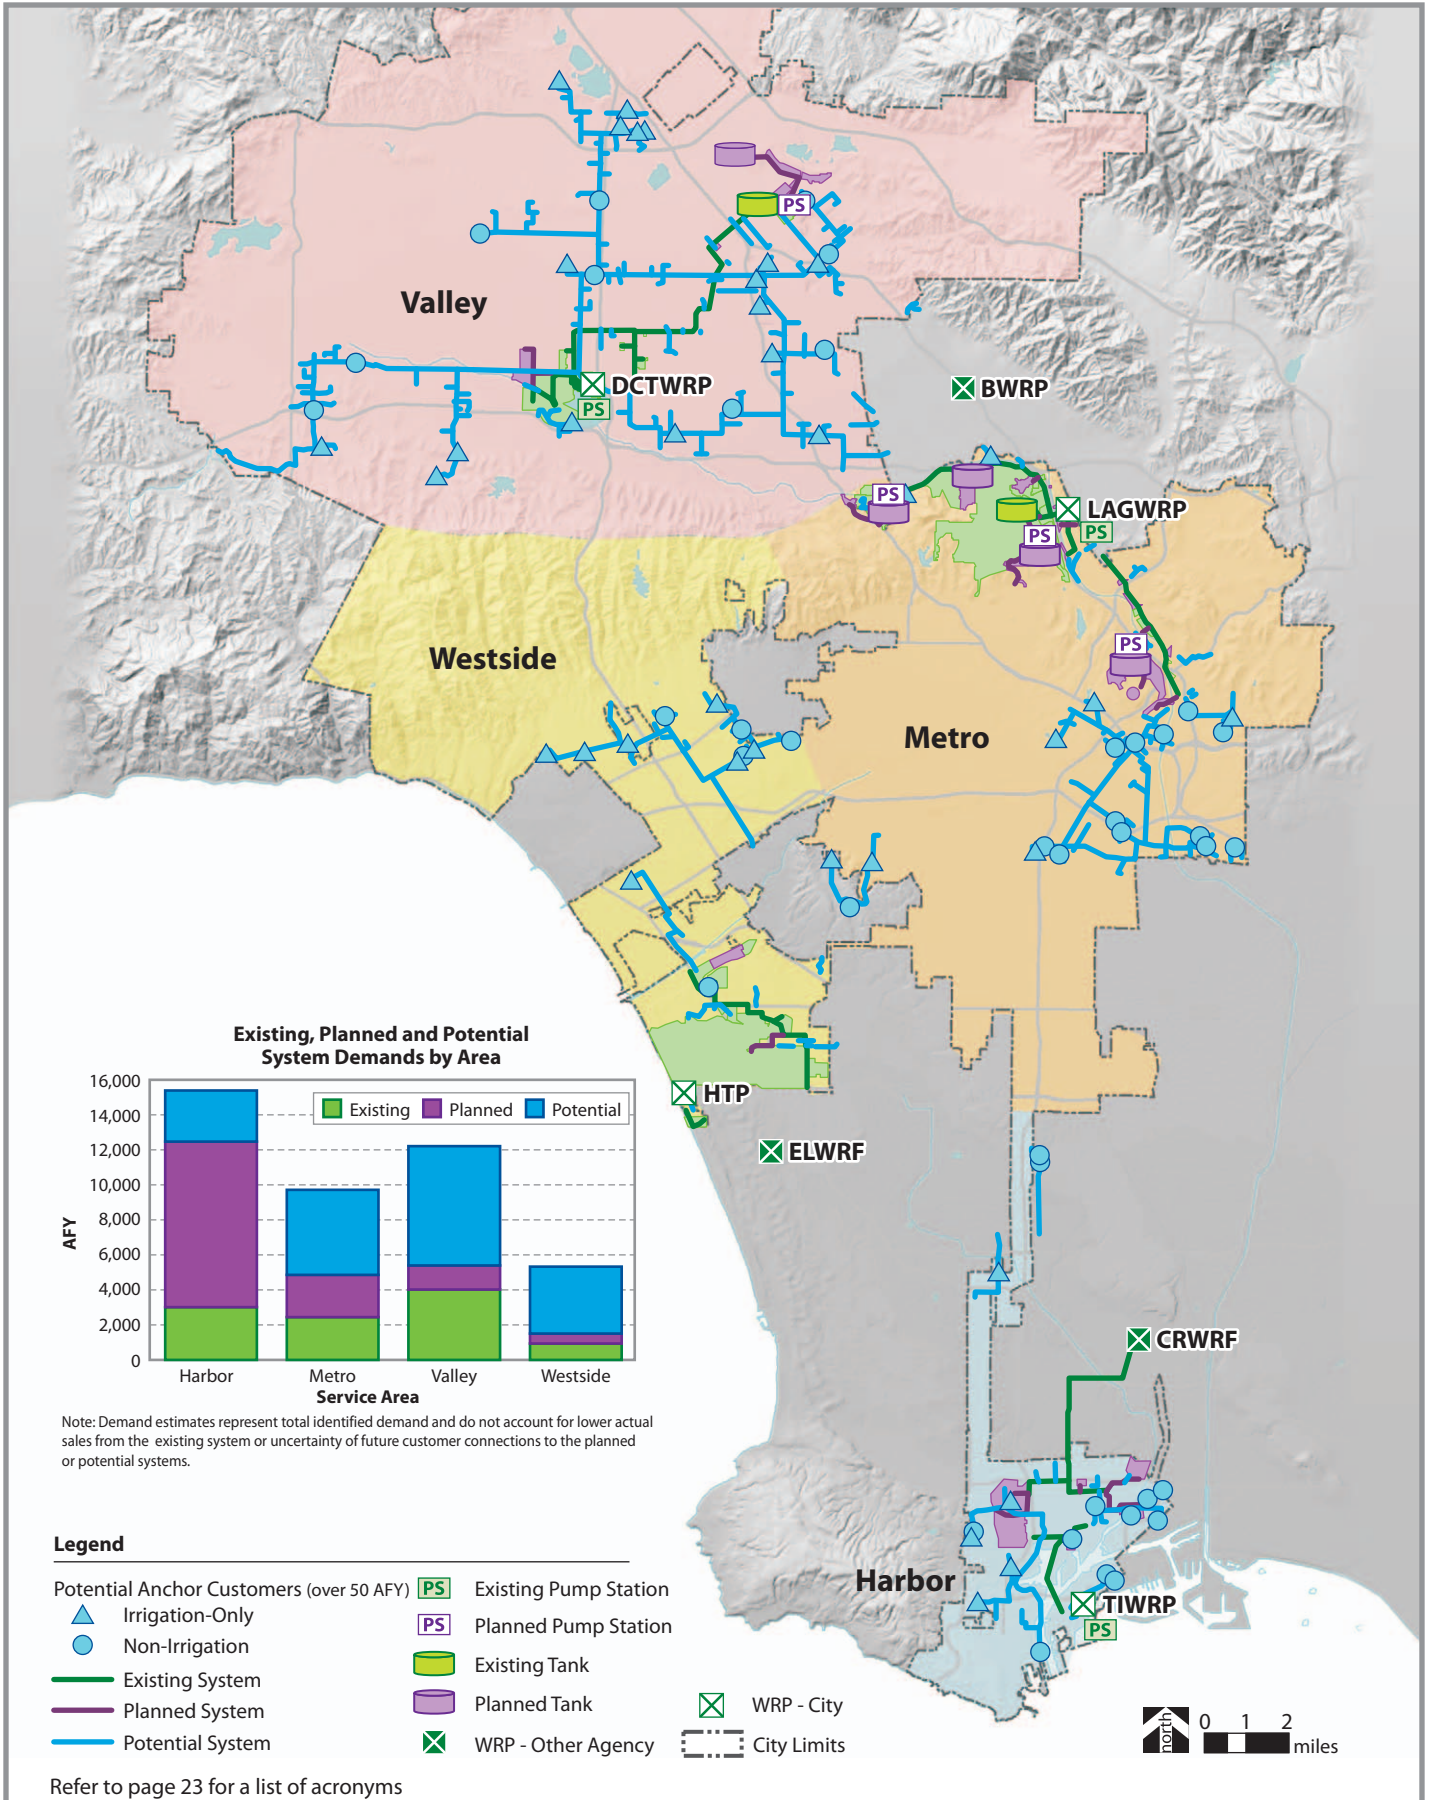 PS
Valley
DCTWRP
PS
BWRP
PS
LAGWRP
PS
PS
PS
Westside
Metro
HTP
ELWRF
CRWRF
Harbor
TIWRP
PS
Existing, Planned and Potential
System Demands by Area
16,000
14,000
12,000
10,000
8,000
6,000
4,000
2,000
0
AFY
Existing
Planned
Potential
Harbor
Metro
Valley
Westside
Service Area
Note: Demand estimates represent total identified demand and do not account for lower actual
sales from the existing system or uncertainty of future customer connections to the planned
or potential systems.
Legend
Potential Anchor Customers (over 50 AFY)
Irrigation-Only
Non-Irrigation
Existing System
Planned System
Potential System
PS Existing Pump Station
PS Planned Pump Station
Existing Tank
Planned Tank
WRP - Other Agency
WRP - City
City Limits
north
0 1 2
miles
Refer to page 23 for a list of acronyms